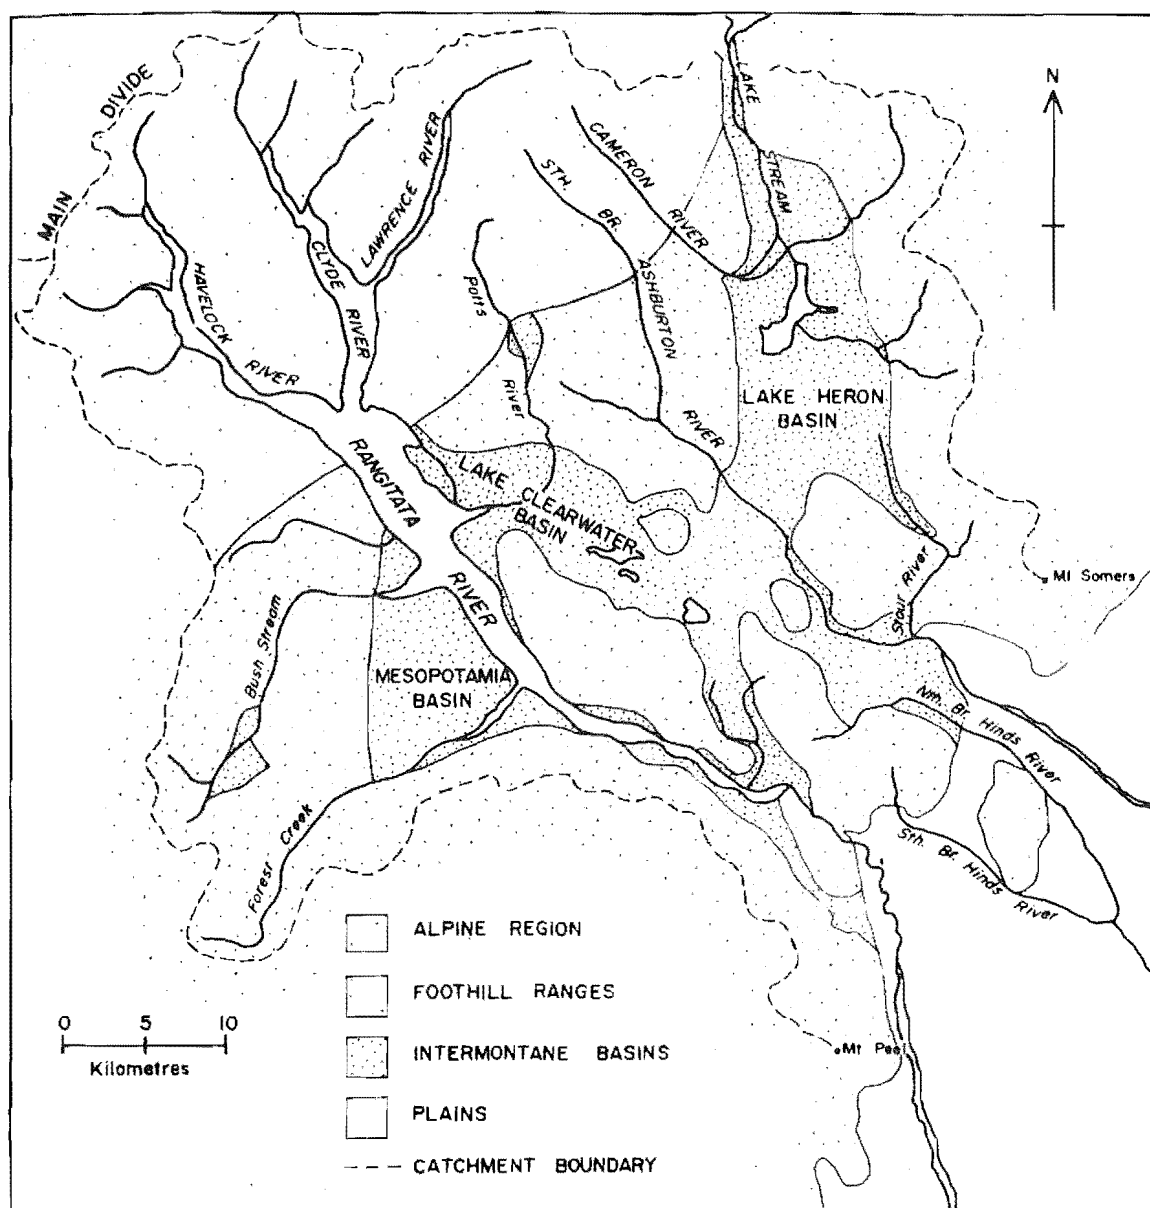 MAIN DIVIDE
LAKE STREAM
N
CAMERON RIVER
LAWRENCE RIVER
STH. BR. ASHBURTON RIVER
CLYDE RIVER
HAVELOCK RIVER
Potts River
LAKE HERON
BASIN
RANGITATA RIVER
LAKE CLEARWATER
BASIN
Stour River
Mt Somers
Bush Stream
MESOPOTAMIA
BASIN
Nth. Br. Hinds River
Sth. Br. Hinds River
Forest Creek
ALPINE REGION
FOOTHILL RANGES
0 5 10
Kilometres
INTERMONTANE BASINS
Mt Peel
PLAINS
CATCHMENT BOUNDARY